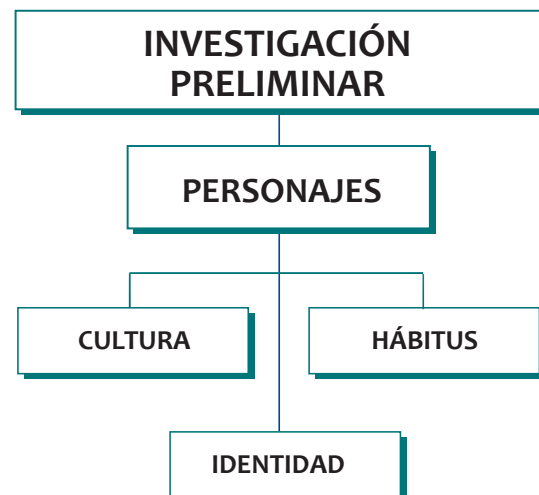 INVESTIGACIÓN
PRELIMINAR
PERSONAJES
CULTURA
HÁBITUS
IDENTIDAD